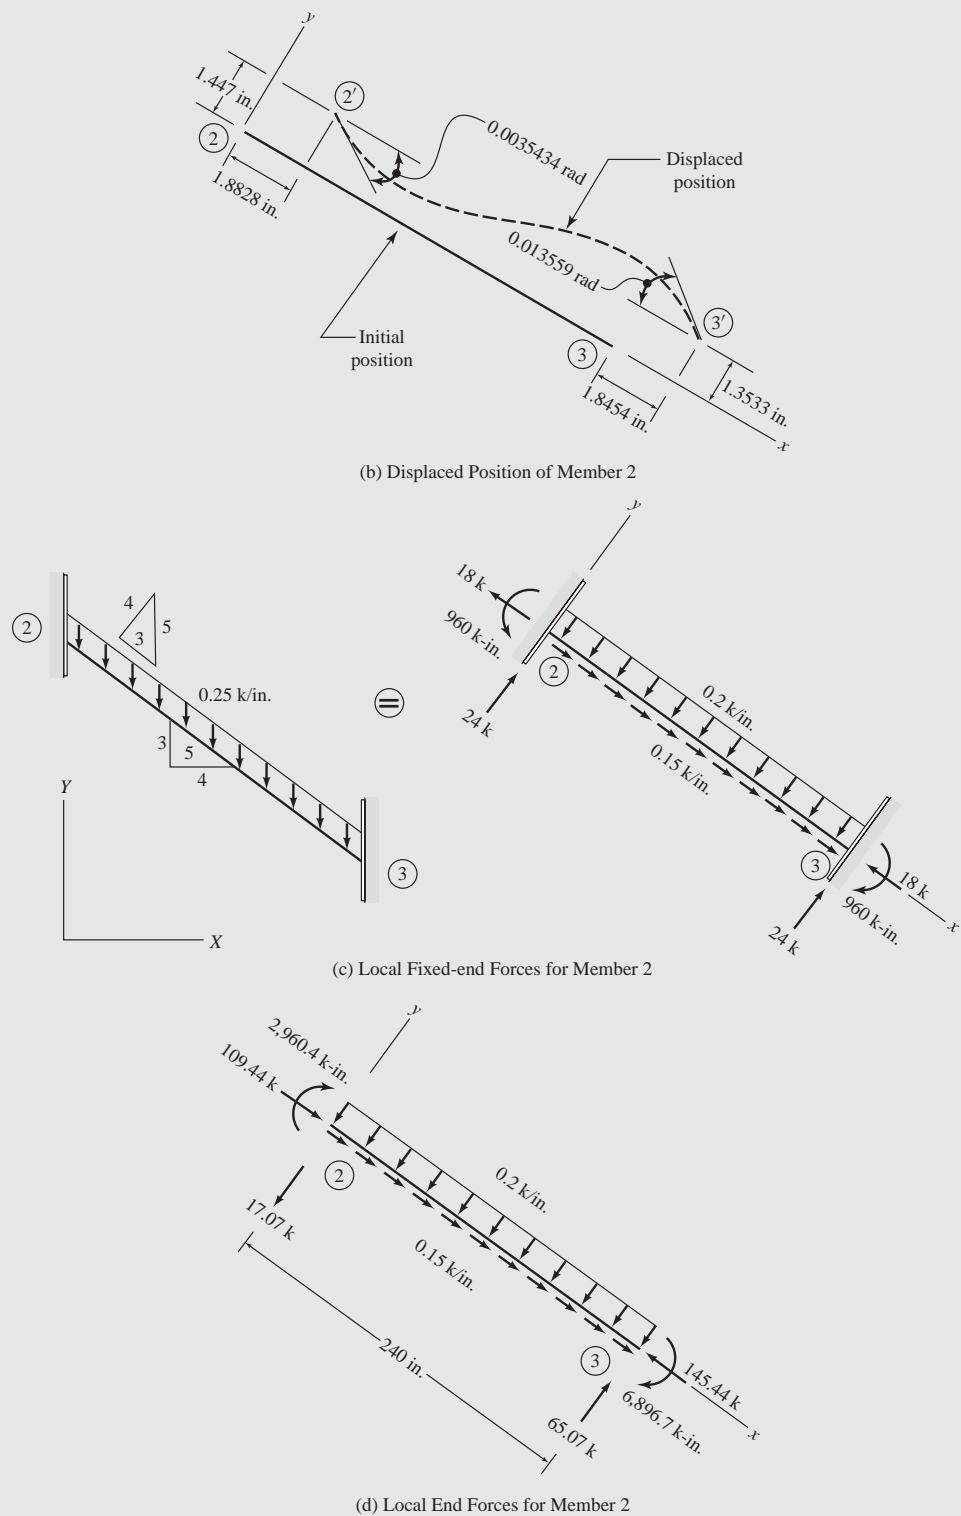 y
1.447 in.
2′
2
0.0035434 rad
Displaced
position
1.8828 in.
0.013559 rad
3′
Initial
position
3
1.8454 in.
1.3533 in.
x
(b) Displaced Position of Member 2
y
18 k
960 k-in.
2
24 k
0.2 k/in.
0.15 k/in.
3
18 k
960 k-in.
24 k
x
2
4
5
3
0.25 k/in.
3
5
4
=
3
Y
X
(c) Local Fixed-end Forces for Member 2
y
2,960.4 k-in.
109.44 k
2
17.07 k
0.2 k/in.
0.15 k/in.
240 in.
3
145.44 k
6,896.7 k-in.
65.07 k
x
(d) Local End Forces for Member 2